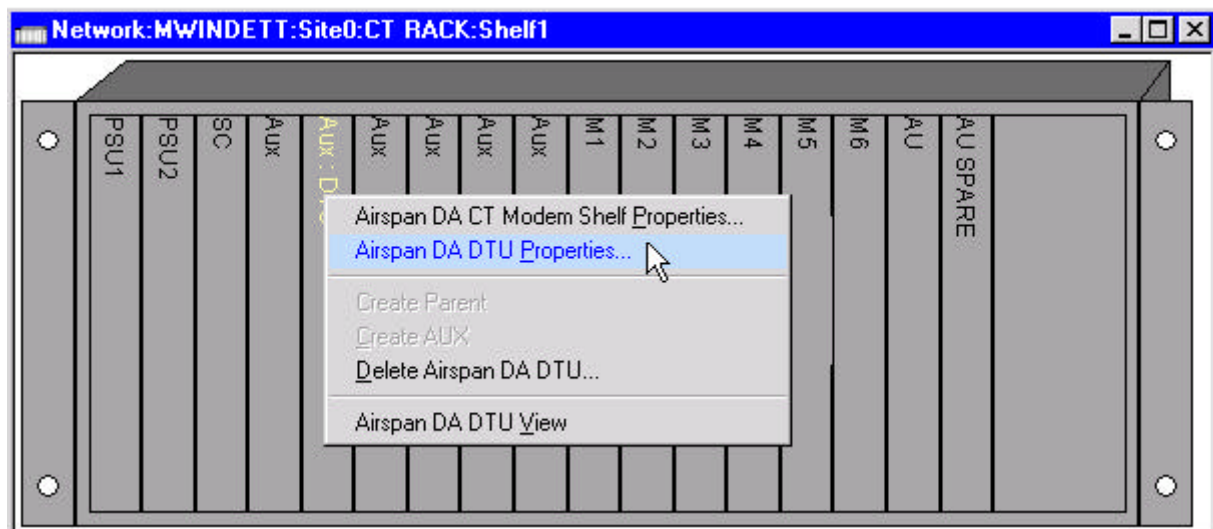 Network:MWINDETT:Site0:CT RACK:Shelf1
PSU1
PSU2
SC
Aux
Aux : D
Aux
Aux
Aux
Aux
M1
M2
M3
M4
M5
M6
AU
AU SPARE
Airspan DA CT Modem Shelf Properties...
Airspan DA DTU Properties...
Create Parent
Create AUX
Delete Airspan DA DTU...
Airspan DA DTU View